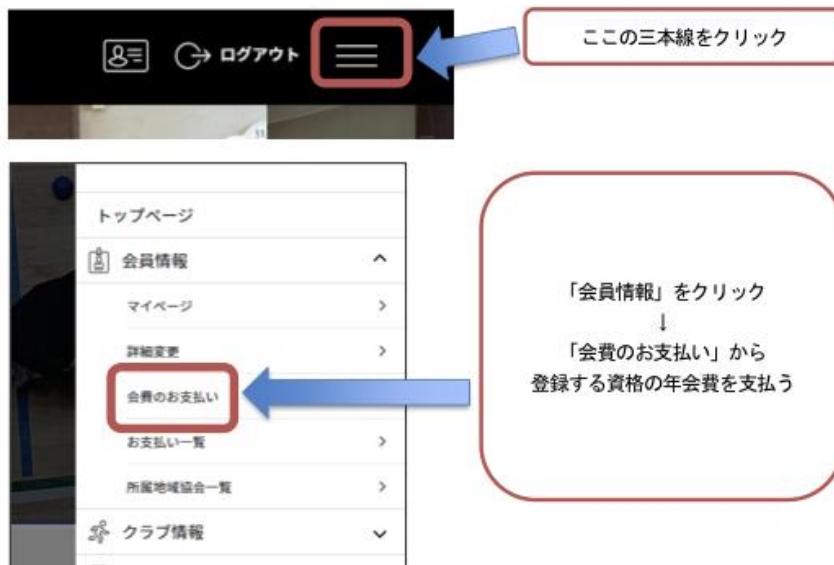 ログアウト
ここの三本線をクリック
トップページ
会員情報
マイページ
詳細変更
会費のお支払い
お支払い一覧
所属地域協会一覧
クラブ情報
「会員情報」をクリック
↓
「会費のお支払い」から
登録する資格の年会費を支払う